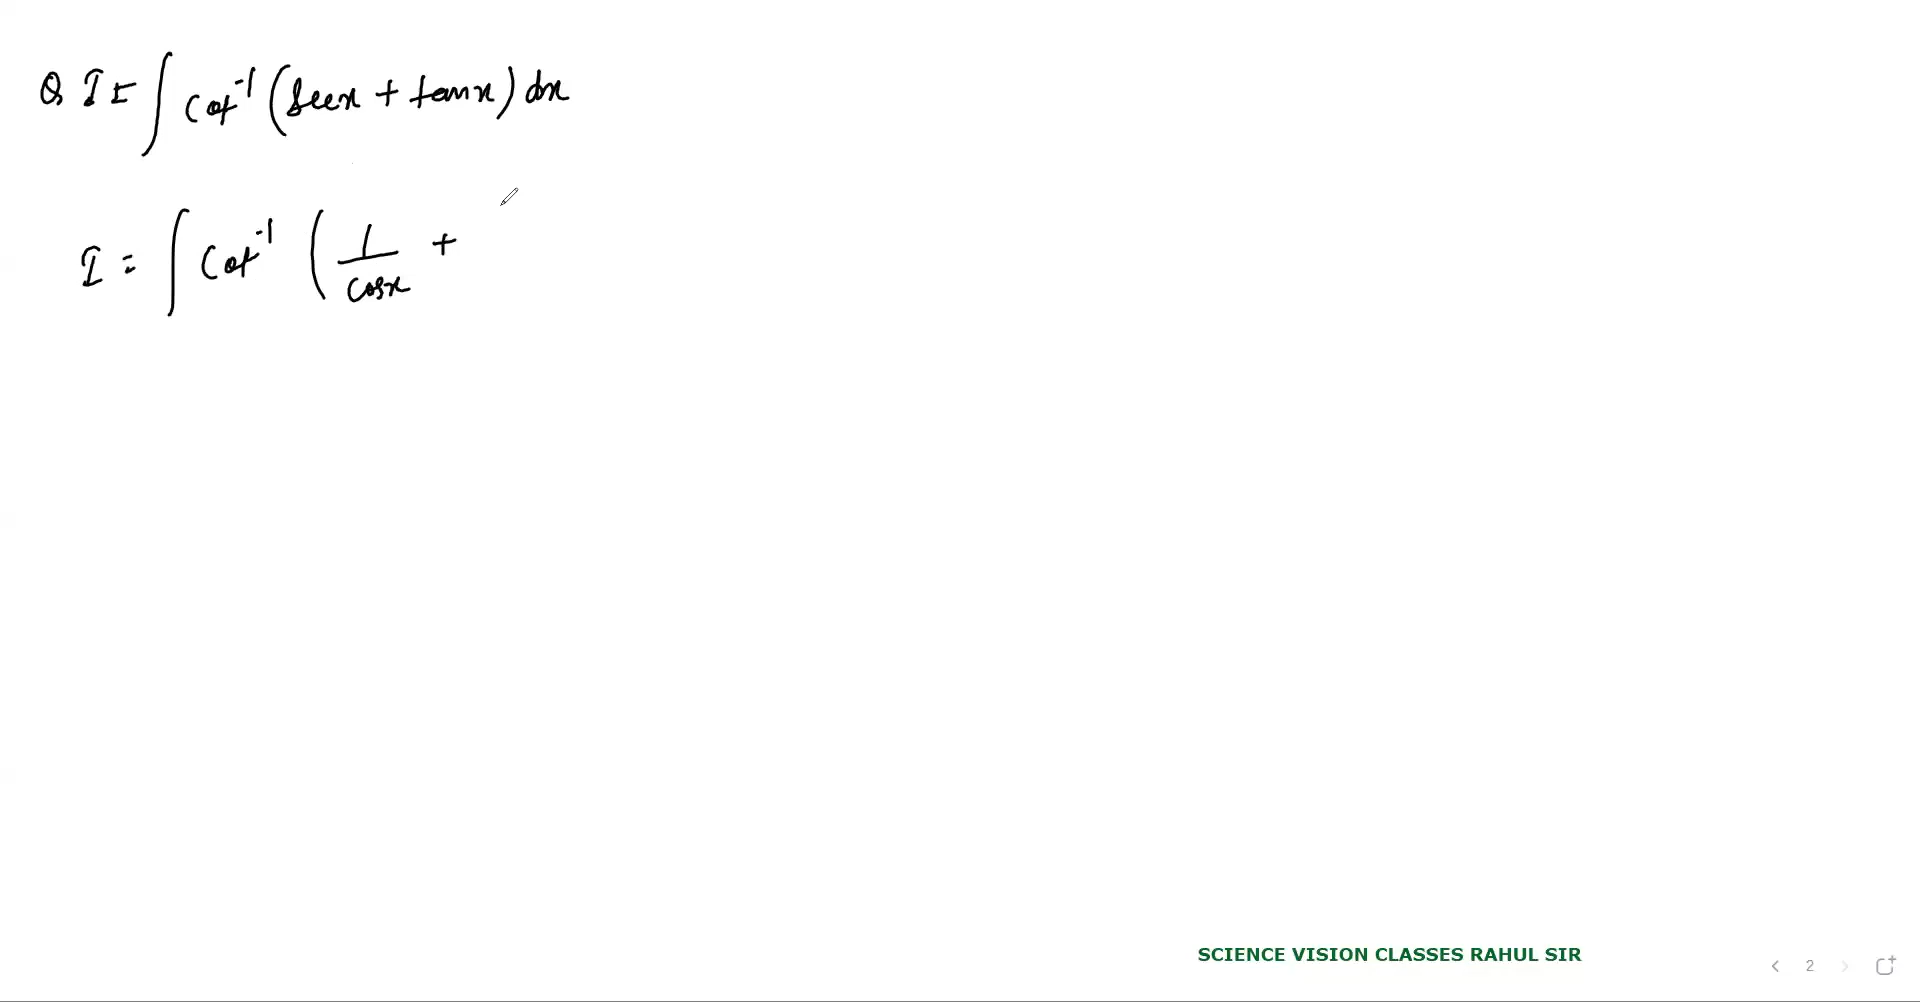 Q I = ∫ cot⁻¹ (secx + tanx) dx
I = ∫ cot⁻¹ ( 1/cosx +
SCIENCE VISION CLASSES RAHUL SIR
< 2 >